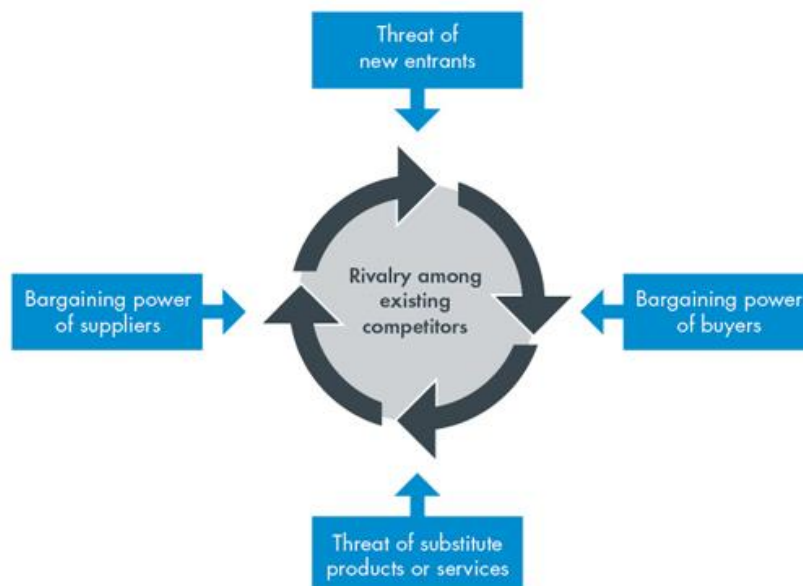 Threat of
new entrants
Bargaining power
of suppliers
Rivalry among
existing
competitors
Bargaining power
of buyers
Threat of substitute
products or services